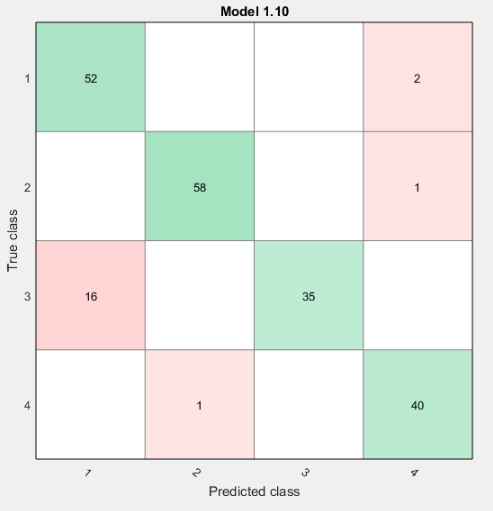 Model 1.10
1 52 2
2 58 1
3 16 35
4 1 40
True class
1 2 3 4
Predicted class